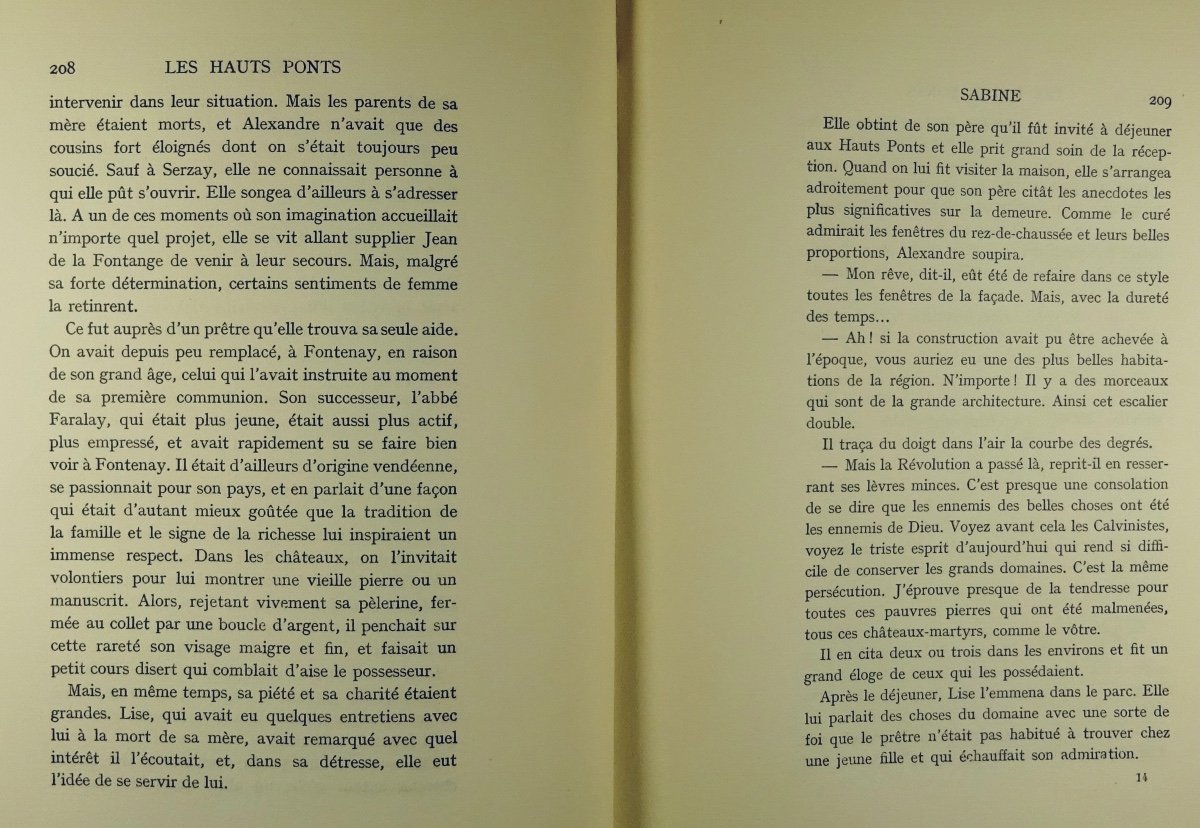 208 LES HAUTS PONTS
intervenir dans leur situation. Mais les parents de sa
mère étaient morts, et Alexandre n'avait que des
cousins fort éloignés dont on s'était toujours peu
soucié. Sauf à Serzay, elle ne connaissait personne à
qui elle pût s'ouvrir. Elle songea d'ailleurs à s'adresser
là. A un de ces moments où son imagination accueillait
n'importe quel projet, elle se vit allant supplier Jean
de la Fontange de venir à leur secours. Mais, malgré
sa forte détermination, certains sentiments de femme
la retinrent.
Ce fut auprès d'un prêtre qu'elle trouva sa seule aide.
On avait depuis peu remplacé, à Fontenay, en raison
de son grand âge, celui qui l'avait instruite au moment
de sa première communion. Son successeur, l'abbé
Faralay, qui était plus jeune, était aussi plus actif,
plus empressé, et avait rapidement su se faire bien
voir à Fontenay. Il était d'ailleurs d'origine vendéenne,
se passionnait pour son pays, et en parlait d'une façon
qui était d'autant mieux goûtée que la tradition de
la famille et le signe de la richesse lui inspiraient un
immense respect. Dans les châteaux, on l'invitait
volontiers pour lui montrer une vieille pierre ou un
manuscrit. Alors, rejetant vivement sa pèlerine, fer-
mée au collet par une boucle d'argent, il penchait sur
cette rareté son visage maigre et fin, et faisait un
petit cours disert qui comblait d'aise le possesseur.
Mais, en même temps, sa piété et sa charité étaient
grandes. Lise, qui avait eu quelques entretiens avec
lui à la mort de sa mère, avait remarqué avec quel
intérêt il l'écoutait, et, dans sa détresse, elle eut
l'idée de se servir de lui.
SABINE 209
Elle obtint de son père qu'il fût invité à déjeuner
aux Hauts Ponts et elle prit grand soin de la récep-
tion. Quand on lui fit visiter la maison, elle s'arrangea
adroitement pour que son père citât les anecdotes les
plus significatives sur la demeure. Comme le curé
admirait les fenêtres du rez-de-chaussée et leurs belles
proportions, Alexandre soupira.
— Mon rêve, dit-il, eût été de refaire dans ce style
toutes les fenêtres de la façade. Mais, avec la dureté
des temps...
— Ah! si la construction avait pu être achevée à
l'époque, vous auriez eu une des plus belles habita-
tions de la région. N'importe! Il y a des morceaux
qui sont de la grande architecture. Ainsi cet escalier
double.
Il traça du doigt dans l'air la courbe des degrés.
— Mais la Révolution a passé là, reprit-il en resser-
rant ses lèvres minces. C'est presque une consolation
de se dire que les ennemis des belles choses ont été
les ennemis de Dieu. Voyez avant cela les Calvinistes,
voyez le triste esprit d'aujourd'hui qui rend si diffi-
cile de conserver les grands domaines. C'est la même
persécution. J'éprouve presque de la tendresse pour
toutes ces pauvres pierres qui ont été malmenées,
tous ces châteaux-martyrs, comme le vôtre.
Il en cita deux ou trois dans les environs et fit un
grand éloge de ceux qui les possédaient.
Après le déjeuner, Lise l'emmena dans le parc. Elle
lui parlait des choses du domaine avec une sorte de
foi que le prêtre n'était pas habitué à trouver chez
une jeune fille et qui échauffait son admiration.
14